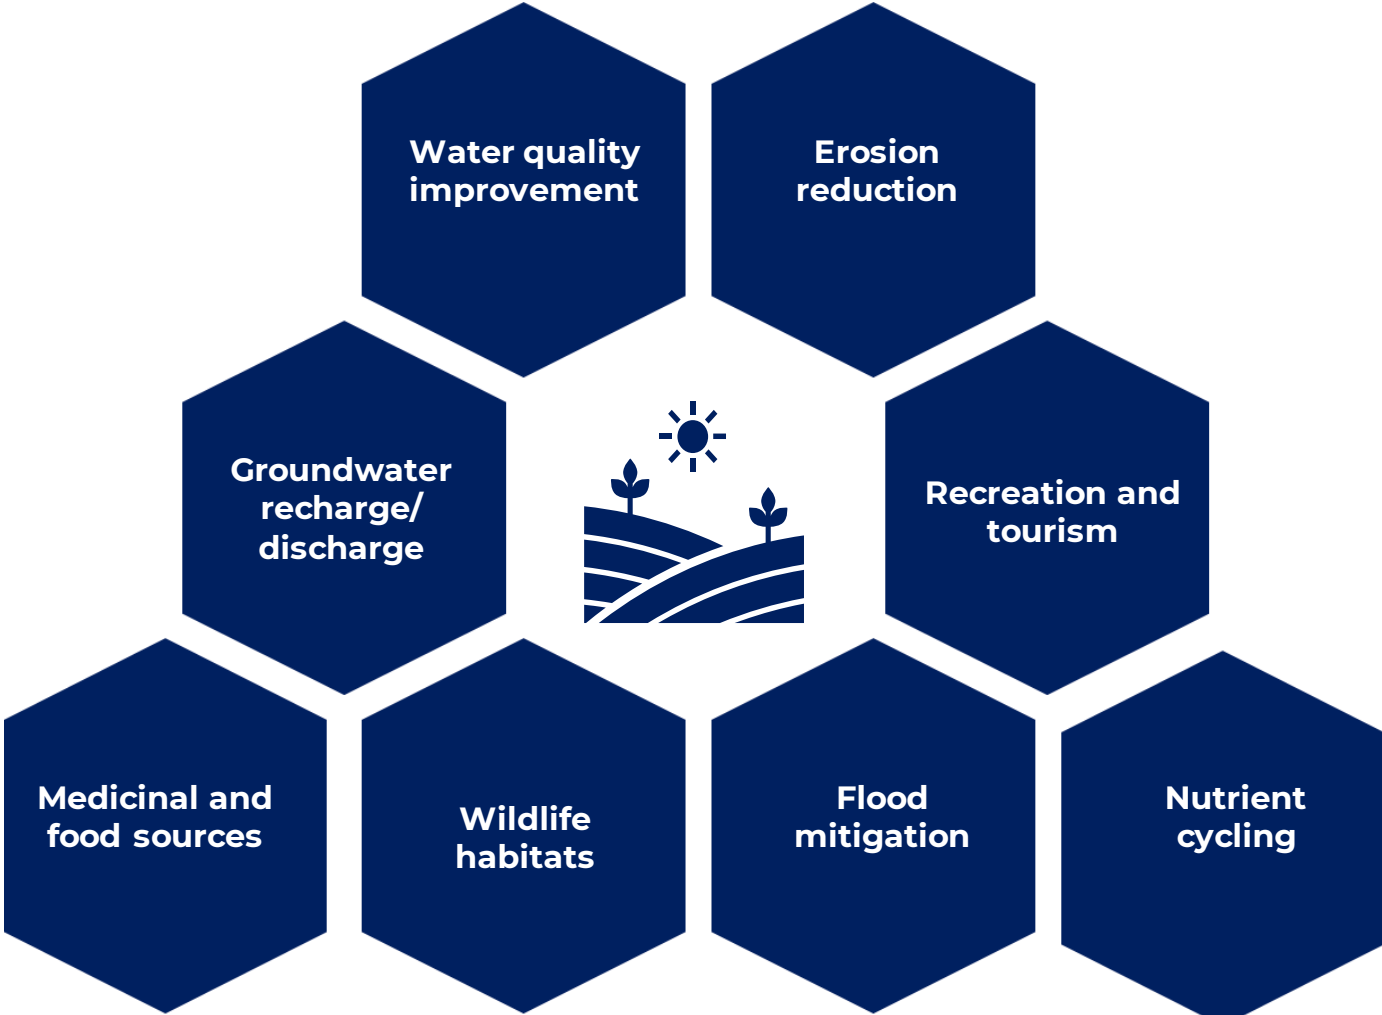 Water quality
improvement
Erosion
reduction
Groundwater
recharge/
discharge
Recreation and
tourism
Medicinal and
food sources
Wildlife
habitats
Flood
mitigation
Nutrient
cycling